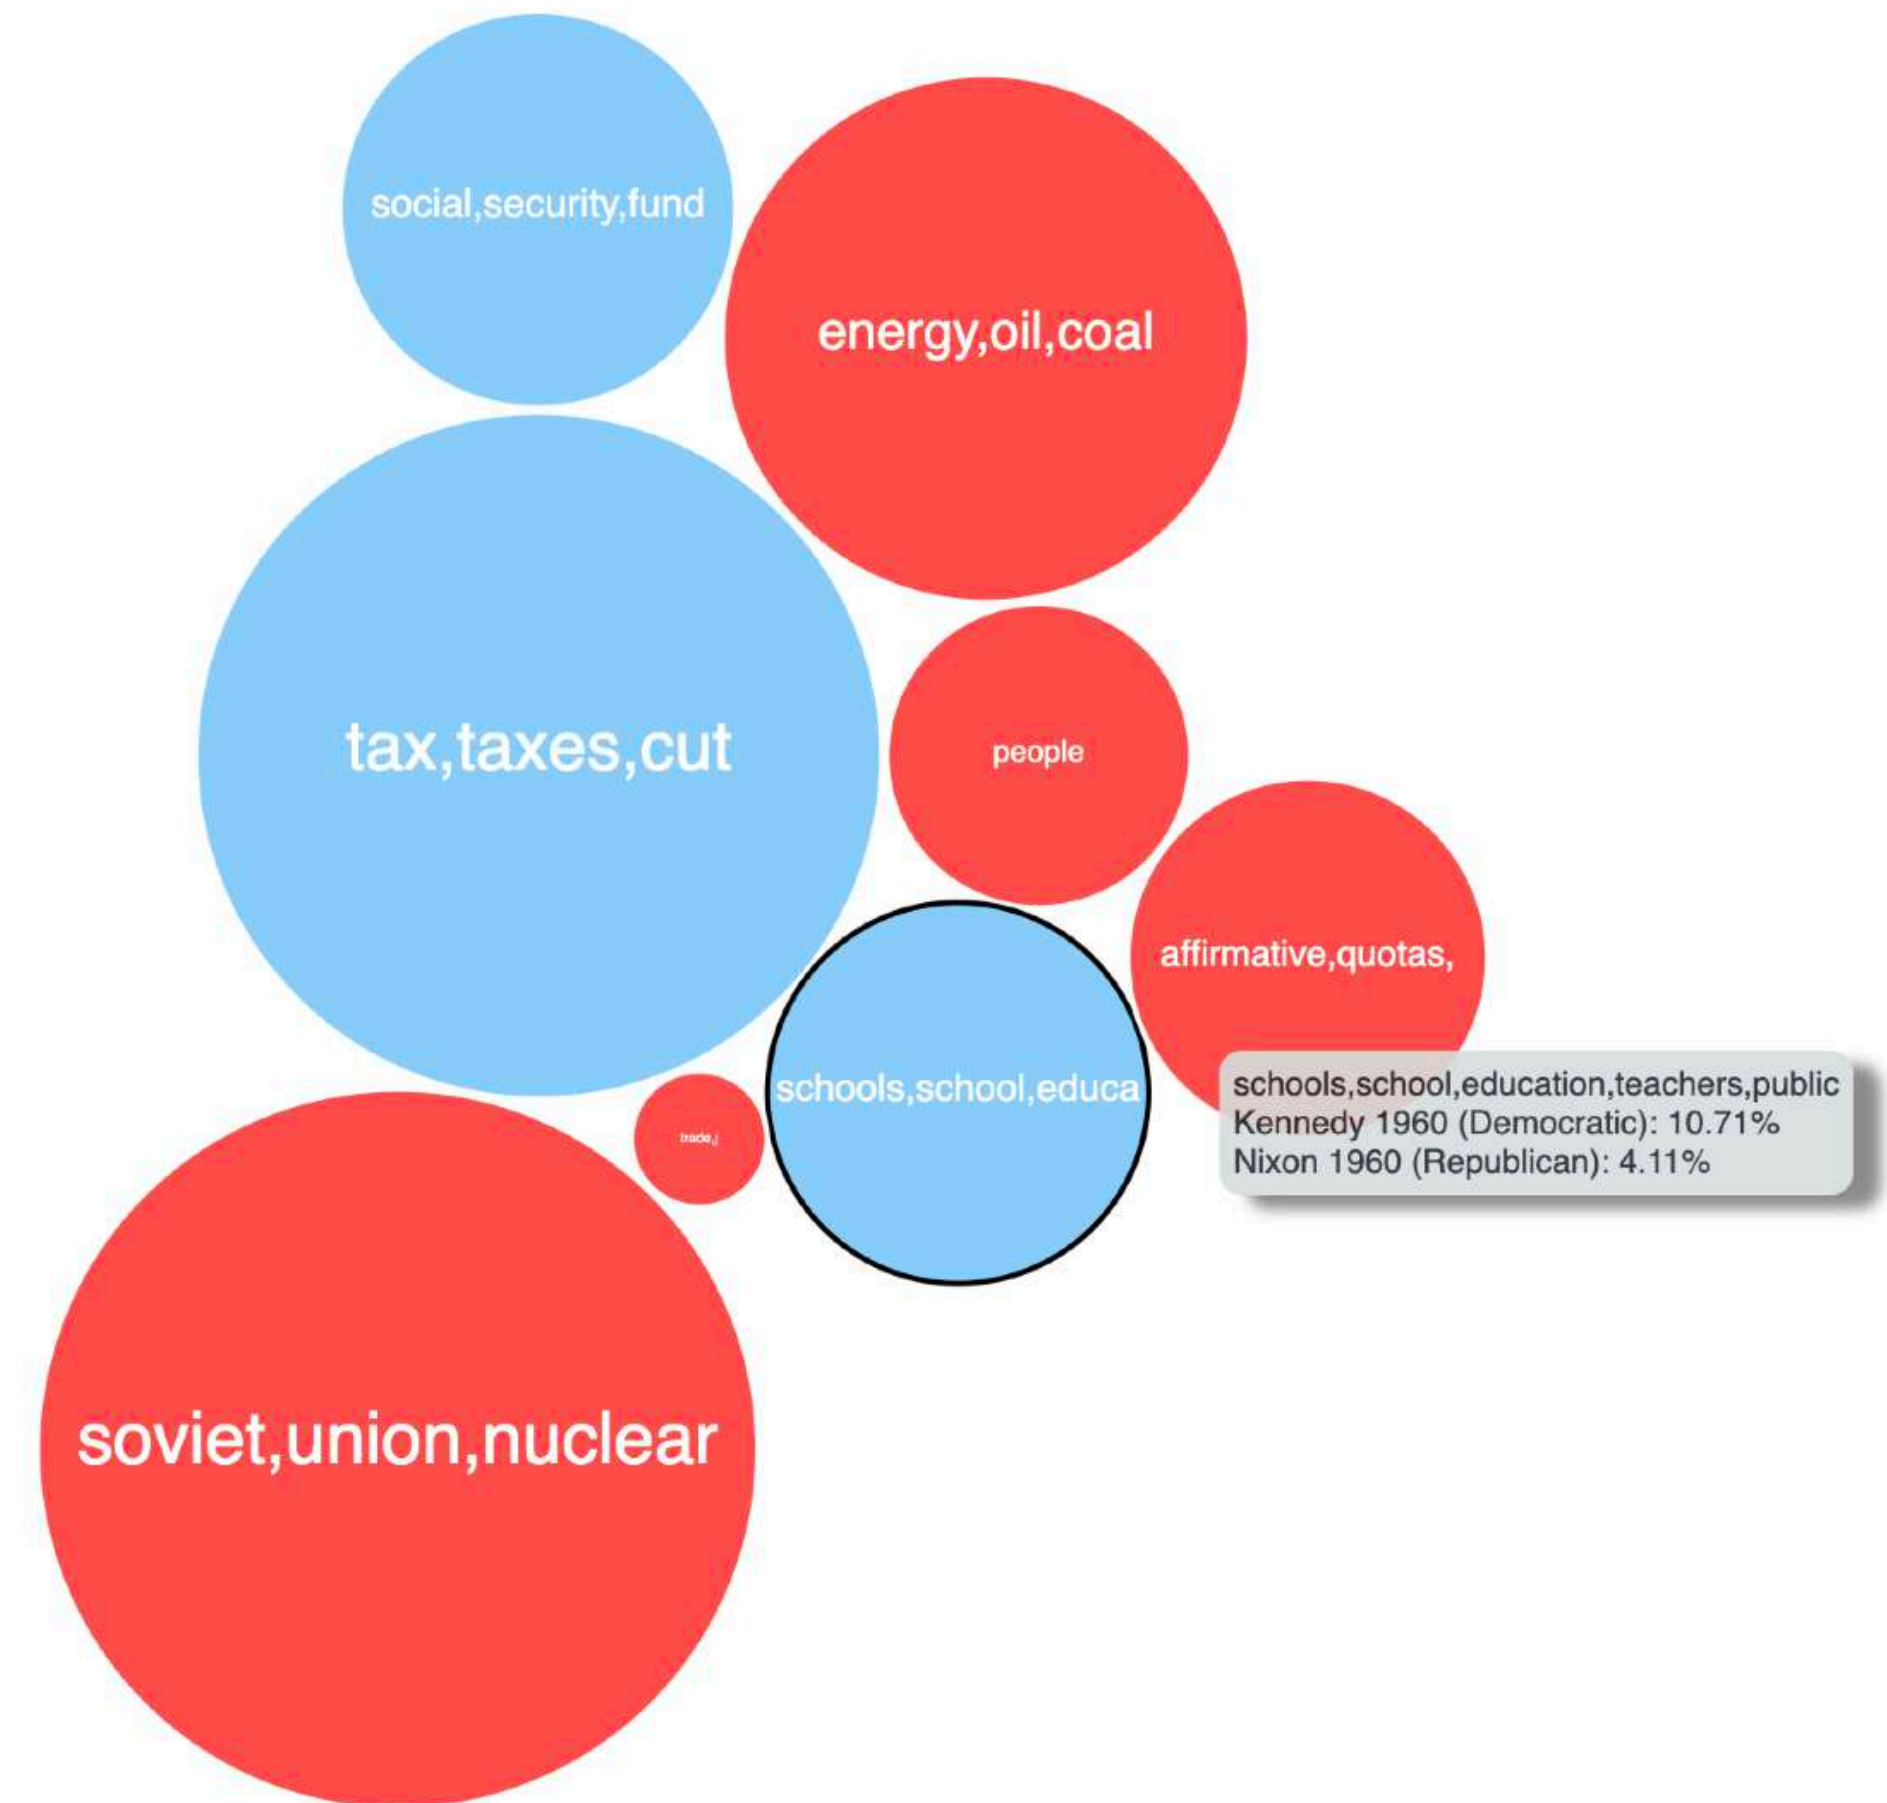 social,security,fund
energy,oil,coal
tax,taxes,cut
people
affirmative,quotas,
schools,school,educa
schools,school,education,teachers,public
Kennedy 1960 (Democratic): 10.71%
Nixon 1960 (Republican): 4.11%
trade,j
soviet,union,nuclear